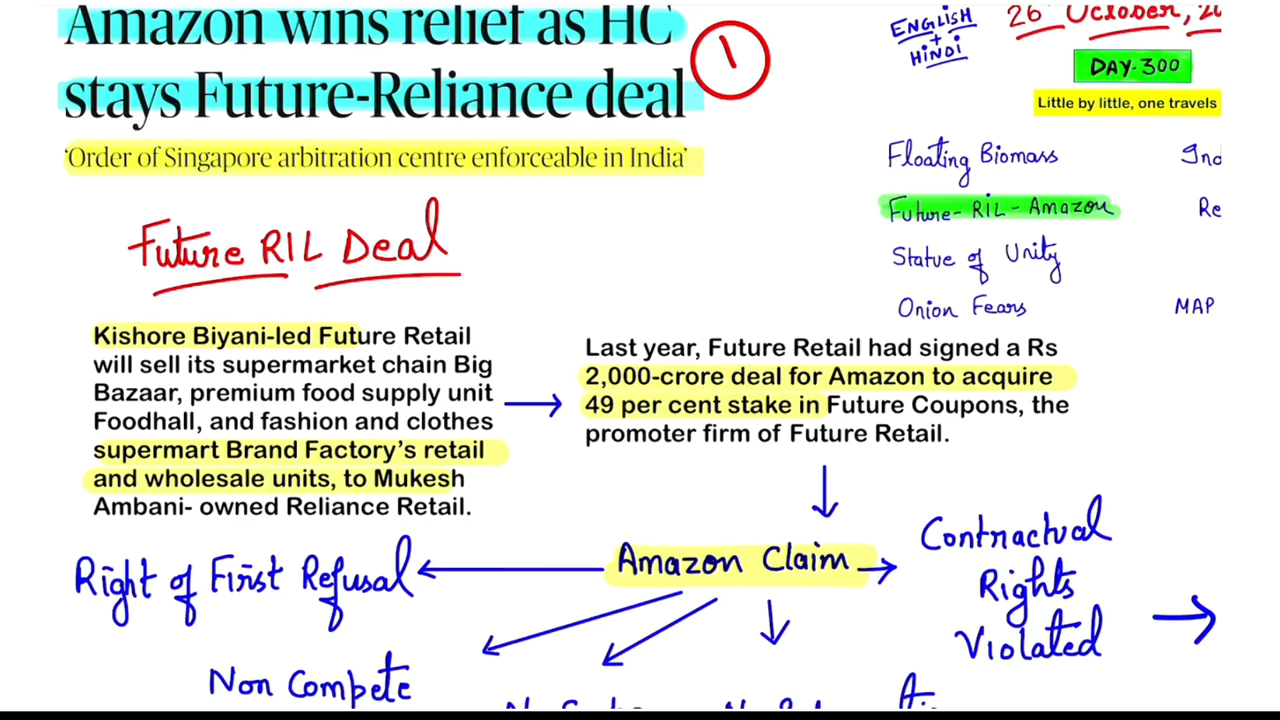 Amazon wins relief as HC
stays Future-Reliance deal
'Order of Singapore arbitration centre enforceable in India'
1
ENGLISH
+
HINDI
26 October,
DAY-300
Little by little, one travels
Floating Biomass
Future-RIL-Amazon
Statue of Unity
Onion Fears
MAP
Future RIL Deal
Kishore Biyani-led Future Retail
will sell its supermarket chain Big
Bazaar, premium food supply unit
Foodhall, and fashion and clothes
supermart Brand Factory's retail
and wholesale units, to Mukesh
Ambani- owned Reliance Retail.
Last year, Future Retail had signed a Rs
2,000-crore deal for Amazon to acquire
49 per cent stake in Future Coupons, the
promoter firm of Future Retail.
Amazon Claim
Right of First Refusal
Contractual
Rights
Violated
Non Compete